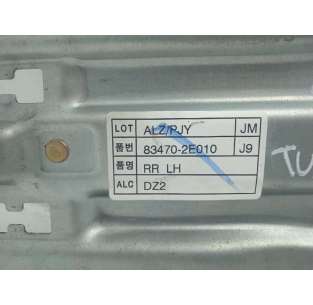 LOT ALZ/PJY JM
품번 83470-2E010 J9
품명 RR LH
ALC DZ2
TU